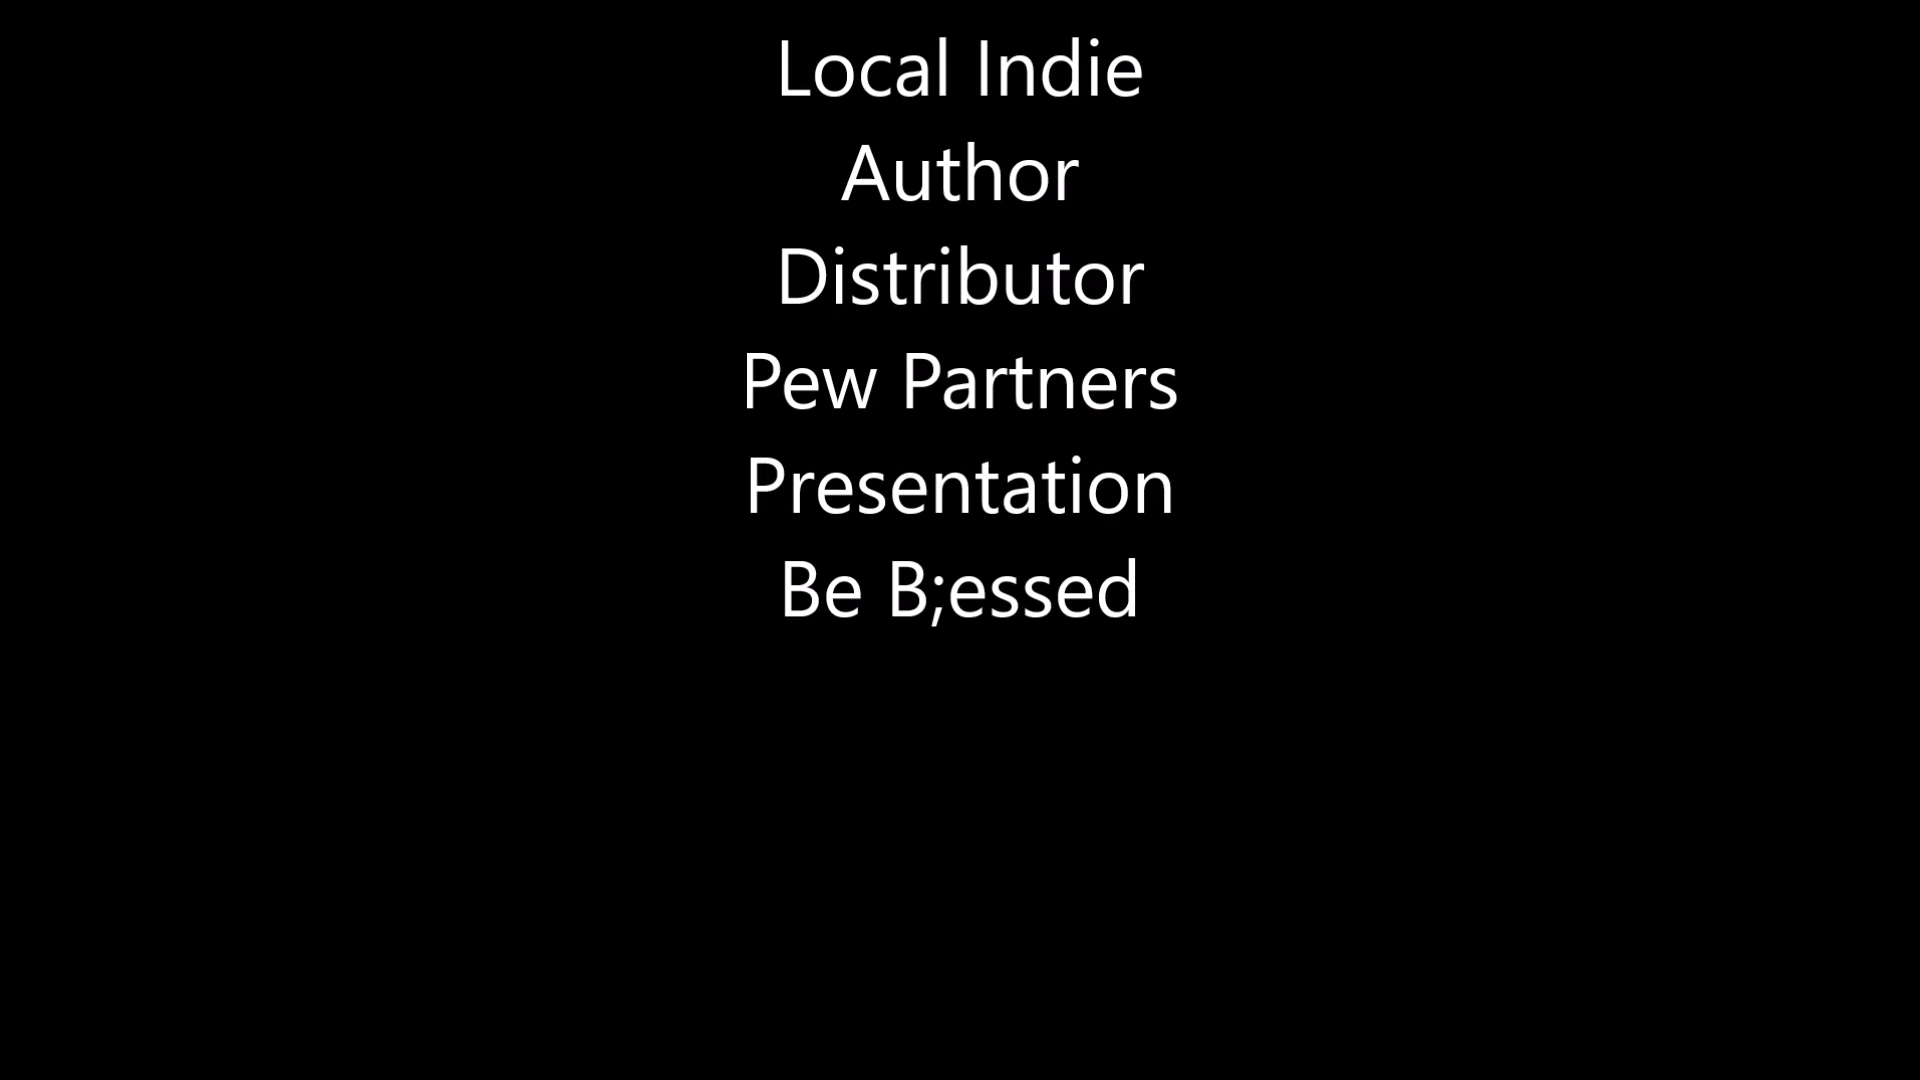 Local Indie
Author
Distributor
Pew Partners
Presentation
Be B;essed